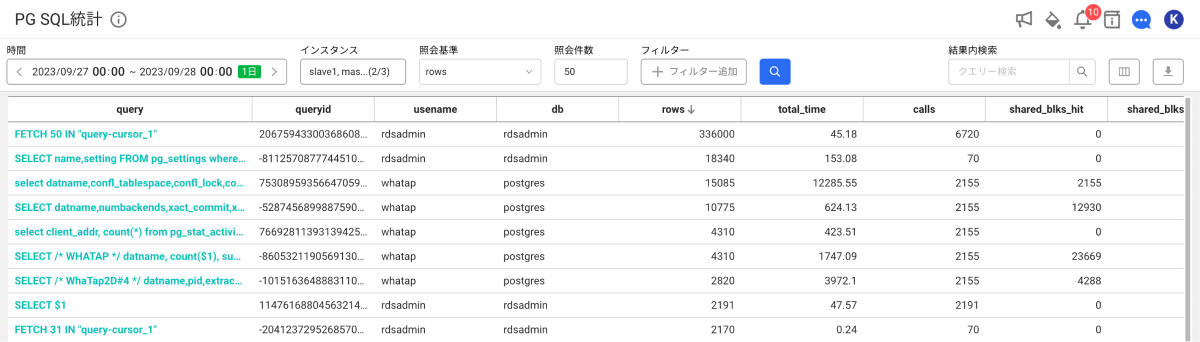 PG SQL統計
10
K
時間 インスタンス 照会基準 照会件数 フィルター 結果内検索
2023/09/27 00:00 ~ 2023/09/28 00:00 1日 slave1, mas...(2/3) rows 50 フィルター追加 クエリー検索
query queryid usename db rows total_time calls shared_blks_hit shared_blks
FETCH 50 IN "query-cursor_1" 20675943300368608... rdsadmin rdsadmin 336000 45.18 6720 0
SELECT name,setting FROM pg_settings where... -8112570877744510... rdsadmin rdsadmin 18340 153.08 70 0
select datname,confl_tablespace,confl_lock,co... 75308959356647059... whatap postgres 15085 12285.55 2155 2155
SELECT datname,numbackends,xact_commit,x... -5287456899887590... whatap postgres 10775 624.13 2155 12930
select client_addr, count(*) from pg_stat_activi... 76692811393139425... whatap postgres 4310 423.51 2155 0
SELECT /* WHATAP */ datname, count($1), su... -8605321190569130... whatap postgres 4310 1747.09 2155 23669
SELECT /* WhaTap2D#4 */ datname,pid,extrac... -1015163648883110... whatap postgres 2820 3972.1 2155 4288
SELECT $1 11476168804563214... rdsadmin rdsadmin 2191 47.57 2191 0
FETCH 31 IN "query-cursor_1" -2041237295268570... rdsadmin rdsadmin 2170 0.24 70 0